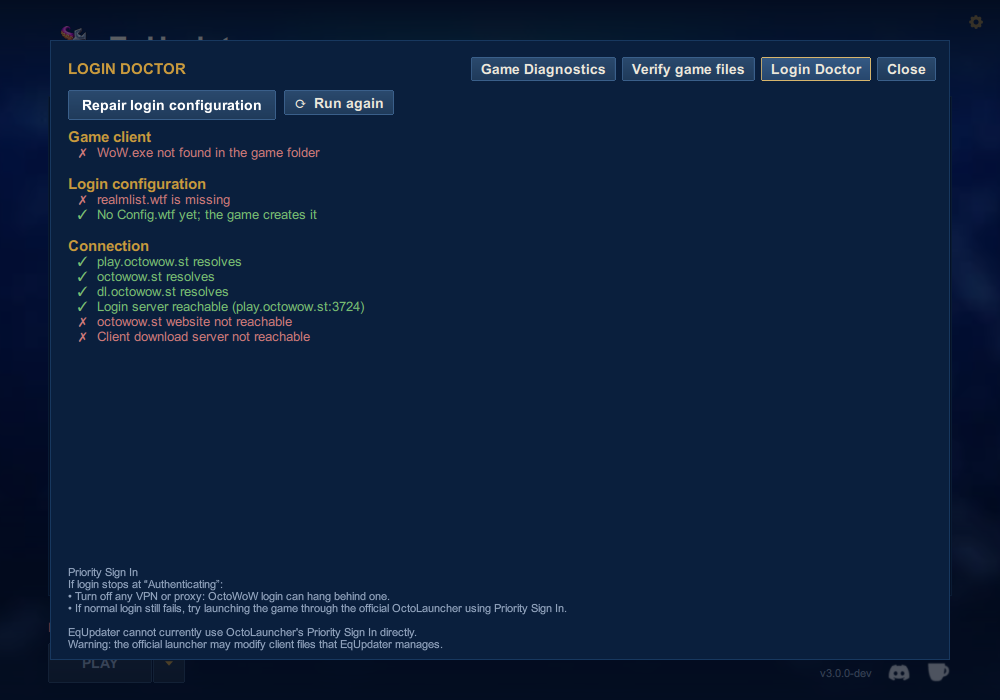 LOGIN DOCTOR
Game Diagnostics
Verify game files
Login Doctor
Close
Repair login configuration
⟳ Run again
Game client
✗ WoW.exe not found in the game folder
Login configuration
✗ realmlist.wtf is missing
✓ No Config.wtf yet; the game creates it
Connection
✓ play.octowow.st resolves
✓ octowow.st resolves
✓ dl.octowow.st resolves
✓ Login server reachable (play.octowow.st:3724)
✗ octowow.st website not reachable
✗ Client download server not reachable
Priority Sign In
If login stops at "Authenticating":
• Turn off any VPN or proxy: OctoWoW login can hang behind one.
• If normal login still fails, try launching the game through the official OctoLauncher using Priority Sign In.
EqUpdater cannot currently use OctoLauncher's Priority Sign In directly.
Warning: the official launcher may modify client files that EqUpdater manages.
PLAY
v3.0.0-dev